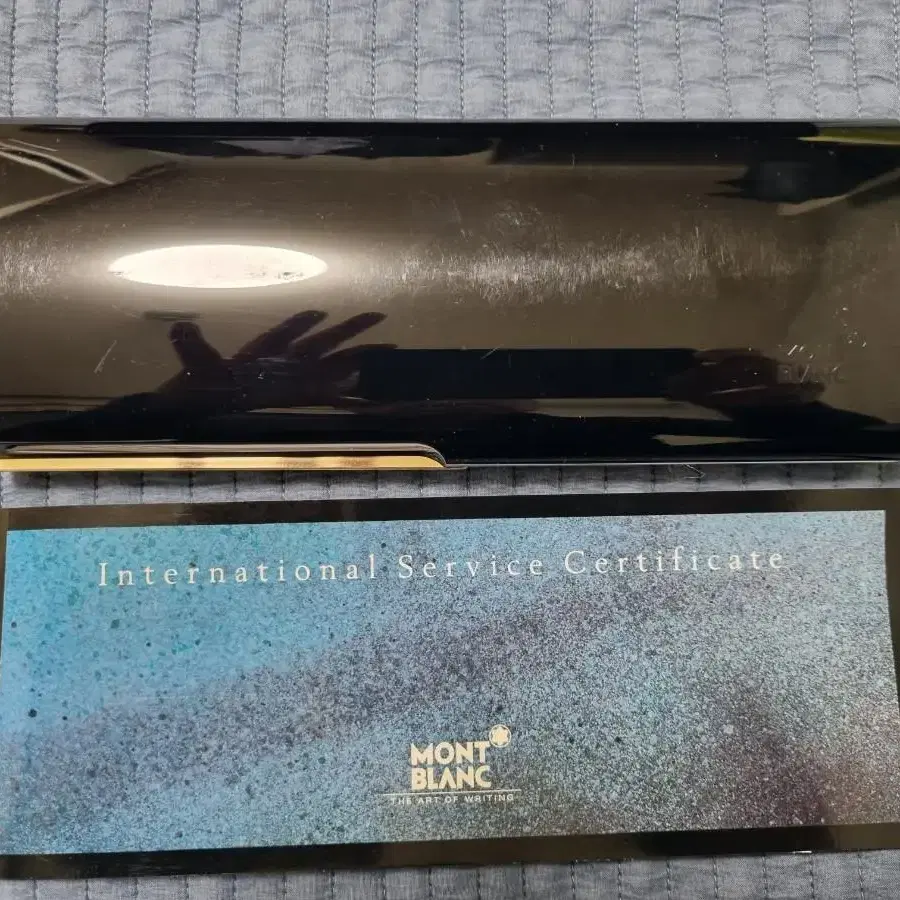 International Service Certificate
MONT
BLANC
THE ART OF WRITING